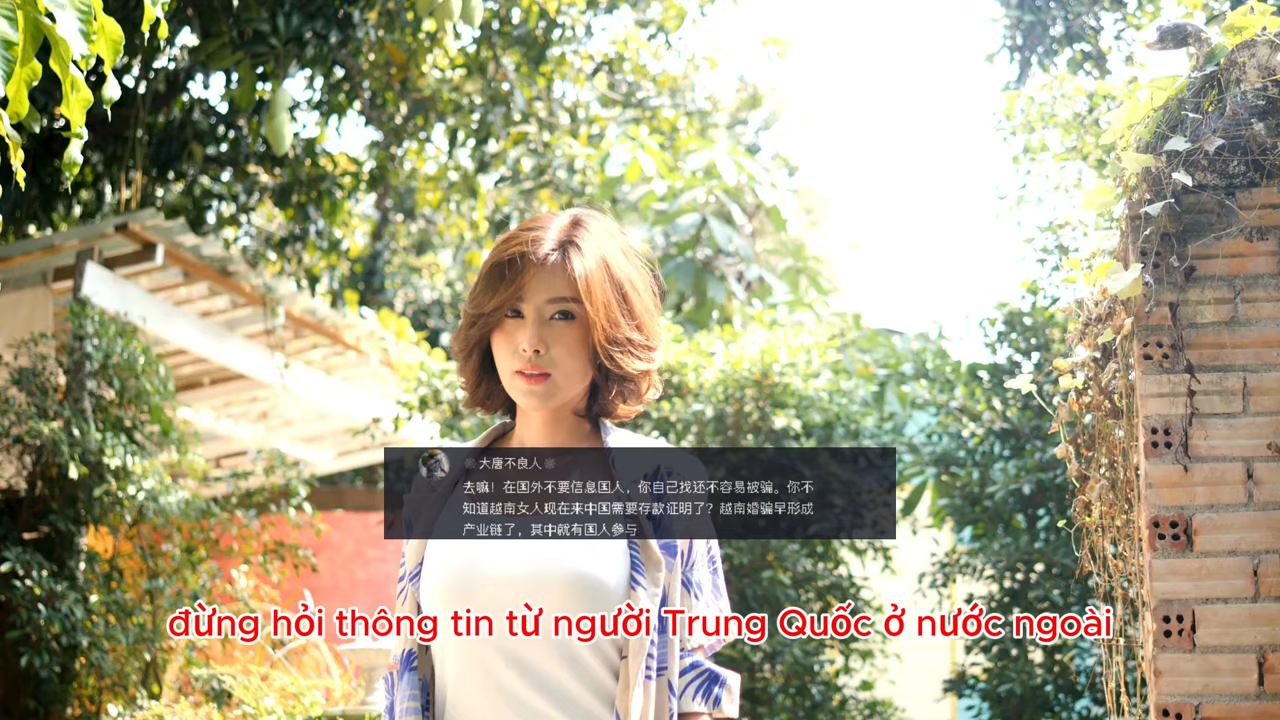 大唐不良人
去嘛！在国外不要信息国人，你自己找还不容易被骗。你不
知道越南女人现在来中国需要存款证明了？越南婚骗早形成
产业链了，其中就有国人参与
đừng hỏi thông tin từ người Trung Quốc ở nước ngoài